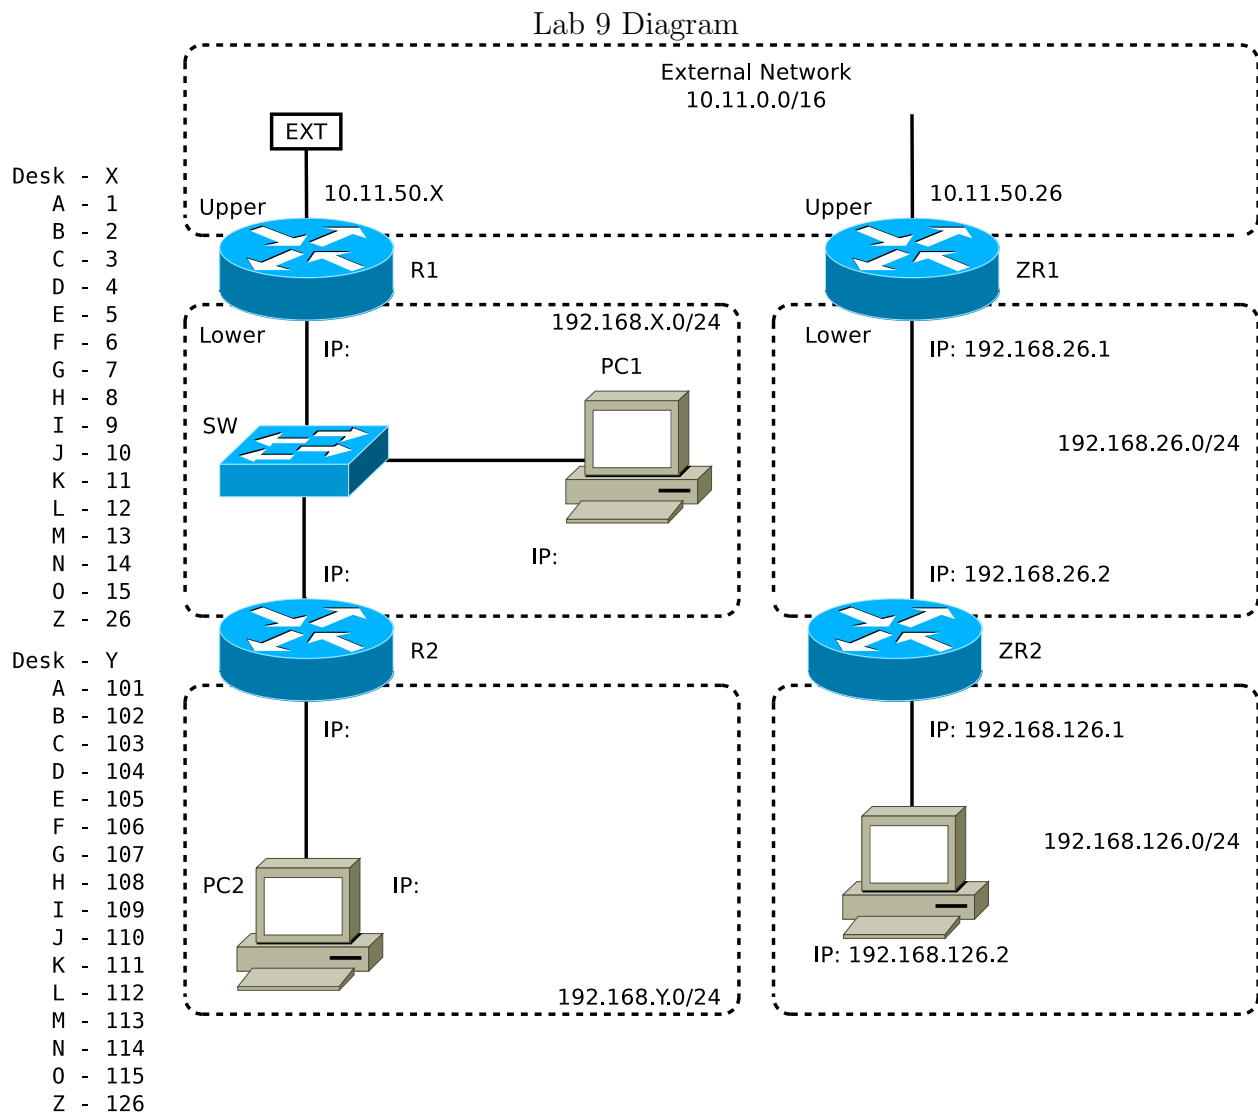 Lab 9 Diagram
External Network
10.11.0.0/16
EXT
10.11.50.X
Upper
R1
10.11.50.26
Upper
ZR1
Desk - X
A - 1
B - 2
C - 3
D - 4
E - 5
F - 6
G - 7
H - 8
I - 9
J - 10
K - 11
L - 12
M - 13
N - 14
O - 15
Z - 26
Desk - Y
A - 101
B - 102
C - 103
D - 104
E - 105
F - 106
G - 107
H - 108
I - 109
J - 110
K - 111
L - 112
M - 113
N - 114
O - 115
Z - 126
192.168.X.0/24
Lower
IP:
PC1
SW
IP:
IP:
R2
IP:
PC2
IP:
192.168.Y.0/24
Lower
IP: 192.168.26.1
192.168.26.0/24
IP: 192.168.26.2
ZR2
IP: 192.168.126.1
192.168.126.0/24
IP: 192.168.126.2